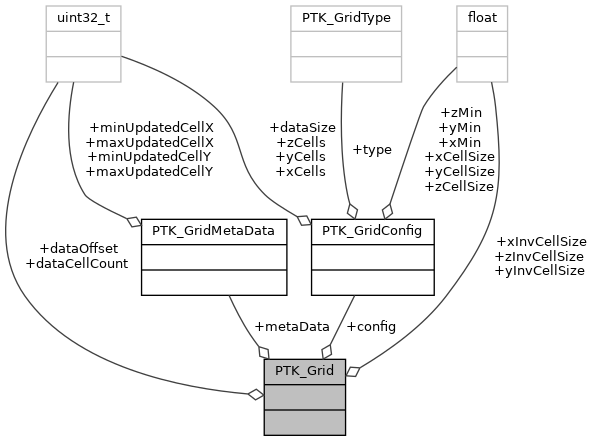 uint32_t
PTK_GridType
float
+minUpdatedCellX
+maxUpdatedCellX
+minUpdatedCellY
+maxUpdatedCellY
+dataSize
+zCells
+yCells
+xCells
+type
+zMin
+yMin
+xMin
+xCellSize
+yCellSize
+zCellSize
PTK_GridMetaData
PTK_GridConfig
+dataOffset
+dataCellCount
+xInvCellSize
+zInvCellSize
+yInvCellSize
+metaData
+config
PTK_Grid